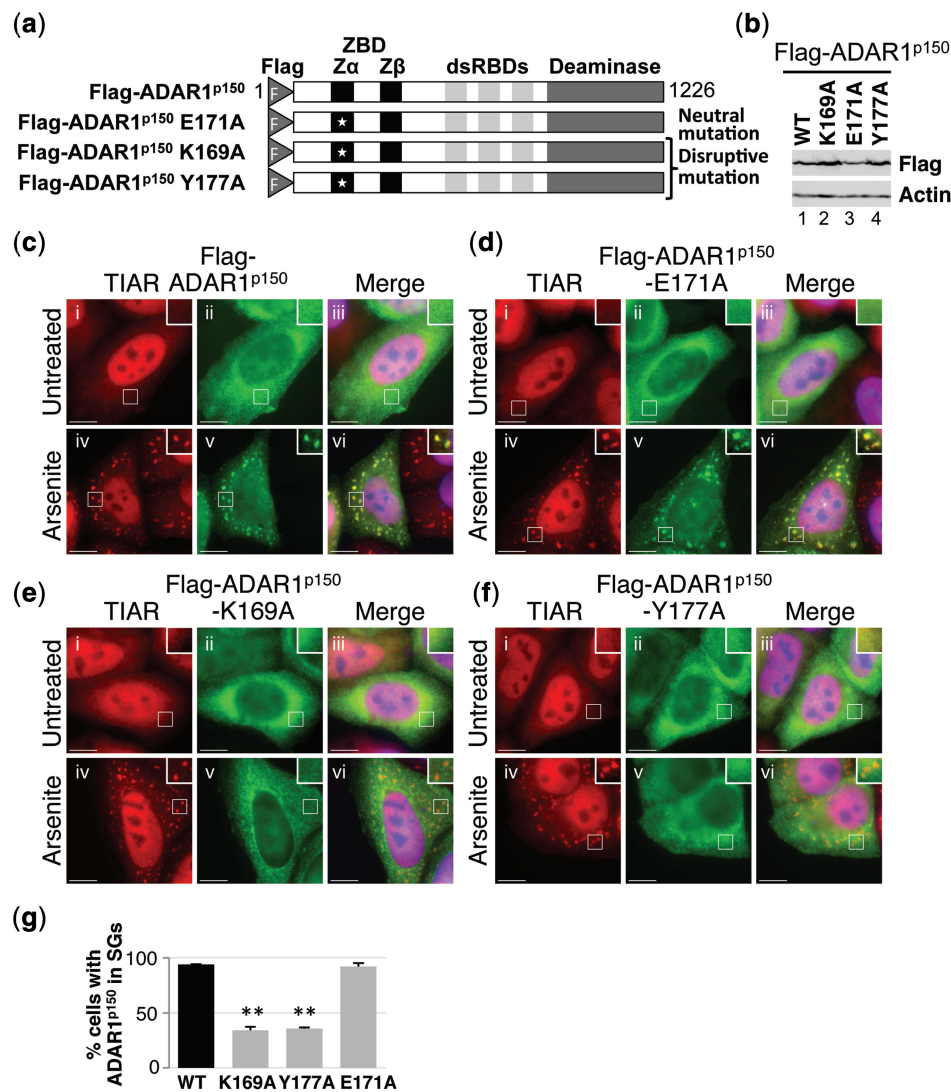 (a)
ZBD
Flag Zα Zβ dsRBDs Deaminase
Flag-ADAR1p150 1 F 1226
Flag-ADAR1p150 E171A F Neutral mutation
Flag-ADAR1p150 K169A F Disruptive mutation
Flag-ADAR1p150 Y177A F
(b)
Flag-ADAR1p150
WT K169A E171A Y177A
Flag
Actin
1 2 3 4
(c)
Flag-
TIAR ADAR1p150 Merge
Untreated
i ii iii
Arsenite
iv v vi
(d)
Flag-ADAR1p150
TIAR -E171A Merge
Untreated
i ii iii
Arsenite
iv v vi
(e)
Flag-ADAR1p150
TIAR -K169A Merge
Untreated
i ii iii
Arsenite
iv v vi
(f)
Flag-ADAR1p150
TIAR -Y177A Merge
Untreated
i ii iii
Arsenite
iv v vi
(g)
% cells with
ADAR1p150 in SGs
100
50
0
** **
WT K169A Y177A E171A